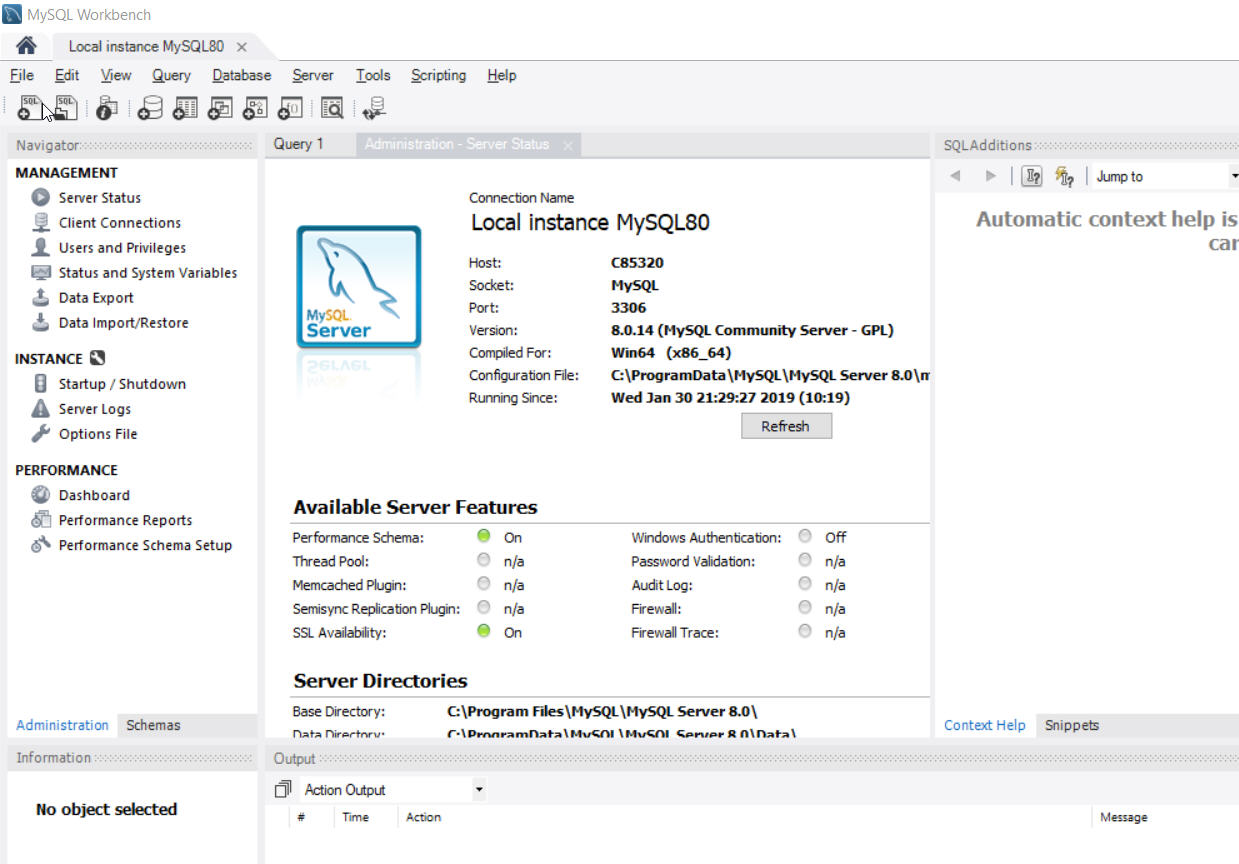 MySQL Workbench
Local instance MySQL80
File Edit View Query Database Server Tools Scripting Help
SQL SQL
Navigator
MANAGEMENT
Server Status
Client Connections
Users and Privileges
Status and System Variables
Data Export
Data Import/Restore
INSTANCE
Startup / Shutdown
Server Logs
Options File
PERFORMANCE
Dashboard
Performance Reports
Performance Schema Setup
Administration Schemas
Information
No object selected
Query 1 Administration - Server Status
Connection Name
Local instance MySQL80
MySQL
Server
Host: C85320
Socket: MySQL
Port: 3306
Version: 8.0.14 (MySQL Community Server - GPL)
Compiled For: Win64 (x86_64)
Configuration File: C:\ProgramData\MySQL\MySQL Server 8.0\m
Running Since: Wed Jan 30 21:29:27 2019 (10:19)
Refresh
Available Server Features
Performance Schema: On Windows Authentication: Off
Thread Pool: n/a Password Validation: n/a
Memcached Plugin: n/a Audit Log: n/a
Semisync Replication Plugin: n/a Firewall: n/a
SSL Availability: On Firewall Trace: n/a
Server Directories
Base Directory: C:\Program Files\MySQL\MySQL Server 8.0\
Data Directory: C:\ProgramData\MySQL\MySQL Server 8.0\Data\
SQLAdditions
Jump to
Automatic context help is
car
Context Help Snippets
Output
Action Output
# Time Action Message